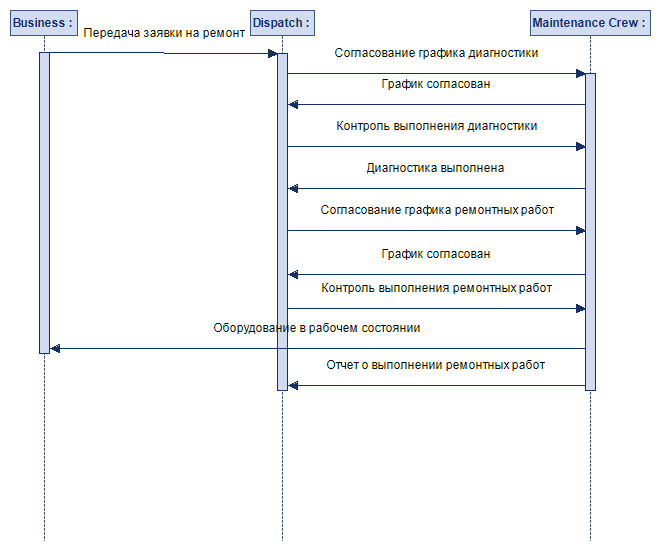 Business :
Dispatch :
Maintenance Crew :
Передача заявки на ремонт
Согласование графика диагностики
График согласован
Контроль выполнения диагностики
Диагностика выполнена
Согласование графика ремонтных работ
График согласован
Контроль выполнения ремонтных работ
Оборудование в рабочем состоянии
Отчет о выполнении ремонтных работ